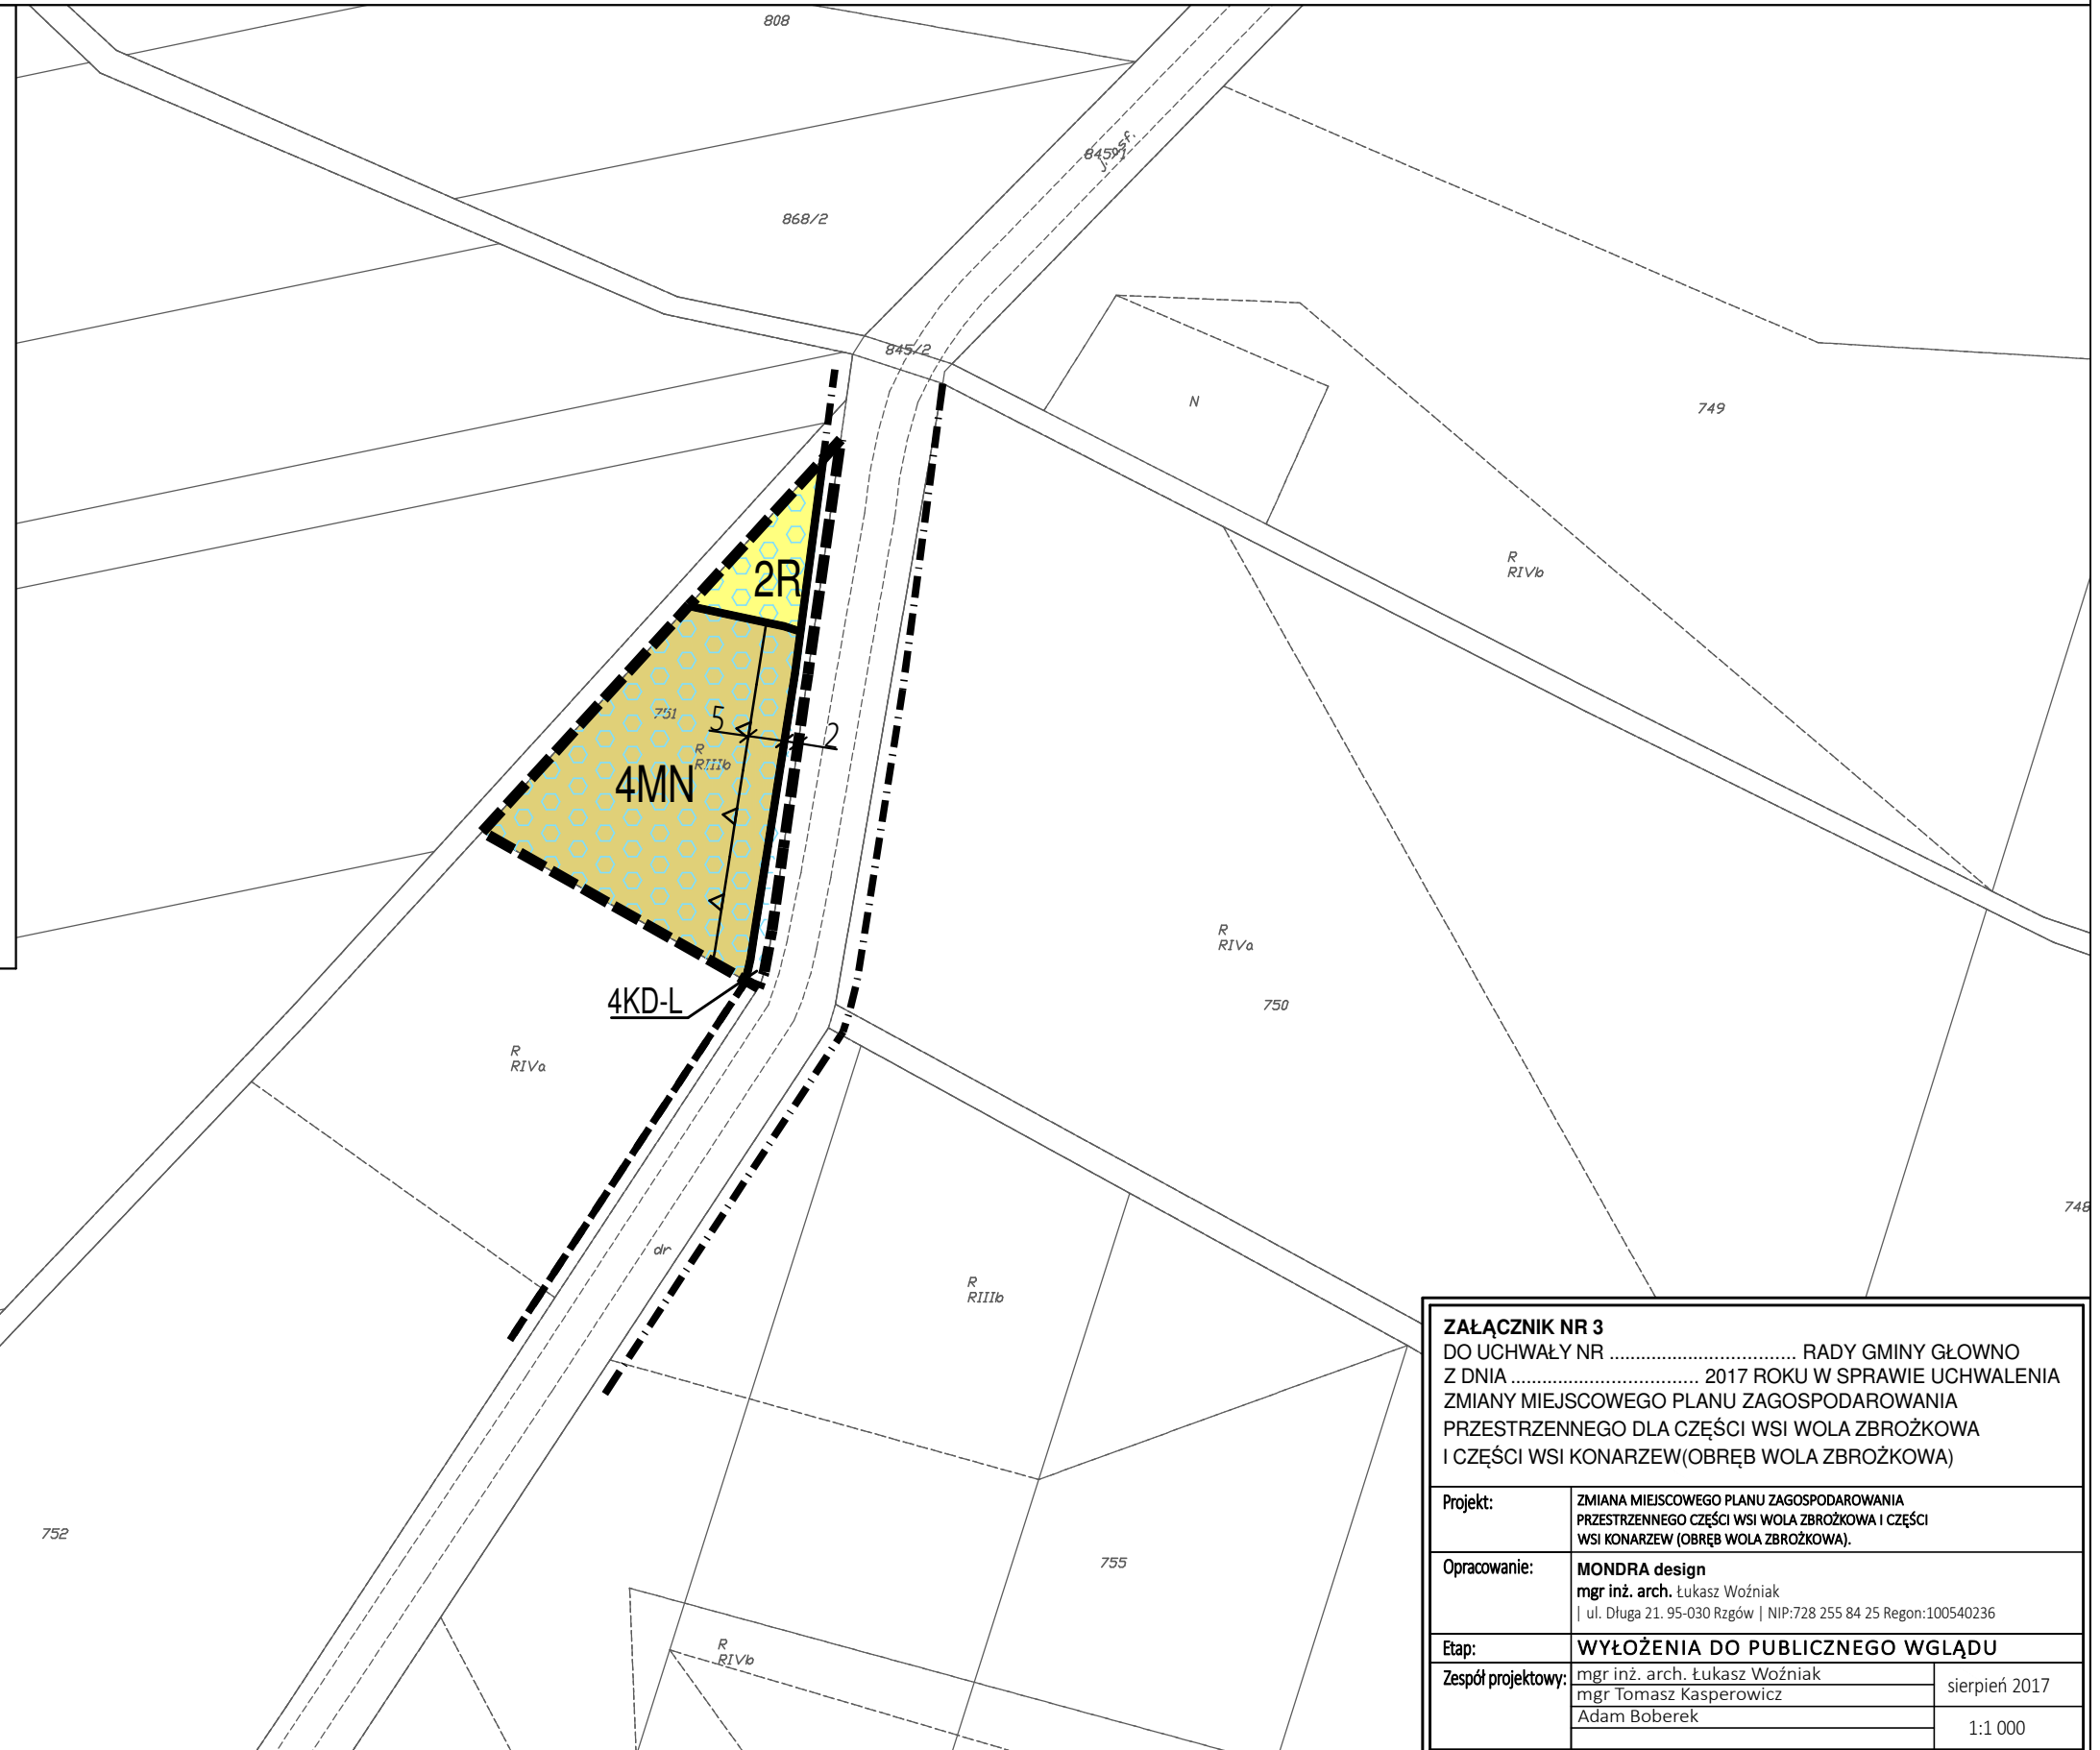 808
845/1
j. asf.
868/2
845/2
N
749
R
RIVb
2R
751
5
2
R
RIIIb
4MN
R
RIVa
750
4KD-L
R
RIVa
748
dr
R
RIIIb
752
755
R
RIVb
ZAŁĄCZNIK NR 3
DO UCHWAŁY NR .................................... RADY GMINY GŁOWNO
Z DNIA .................................... 2017 ROKU W SPRAWIE UCHWALENIA
ZMIANY MIEJSCOWEGO PLANU ZAGOSPODAROWANIA
PRZESTRZENNEGO DLA CZĘŚCI WSI WOLA ZBROŻKOWA
I CZĘŚCI WSI KONARZEW(OBRĘB WOLA ZBROŻKOWA)
Projekt:
ZMIANA MIEJSCOWEGO PLANU ZAGOSPODAROWANIA
PRZESTRZENNEGO CZĘŚCI WSI WOLA ZBROŻKOWA I CZĘŚCI
WSI KONARZEW (OBRĘB WOLA ZBROŻKOWA).
Opracowanie:
MONDRA design
mgr inż. arch. Łukasz Woźniak
| ul. Długa 21. 95-030 Rzgów | NIP:728 255 84 25 Regon:100540236
Etap:
WYŁOŻENIA DO PUBLICZNEGO WGLĄDU
Zespół projektowy:
mgr inż. arch. Łukasz Woźniak
mgr Tomasz Kasperowicz
Adam Boberek
sierpień 2017
1:1 000